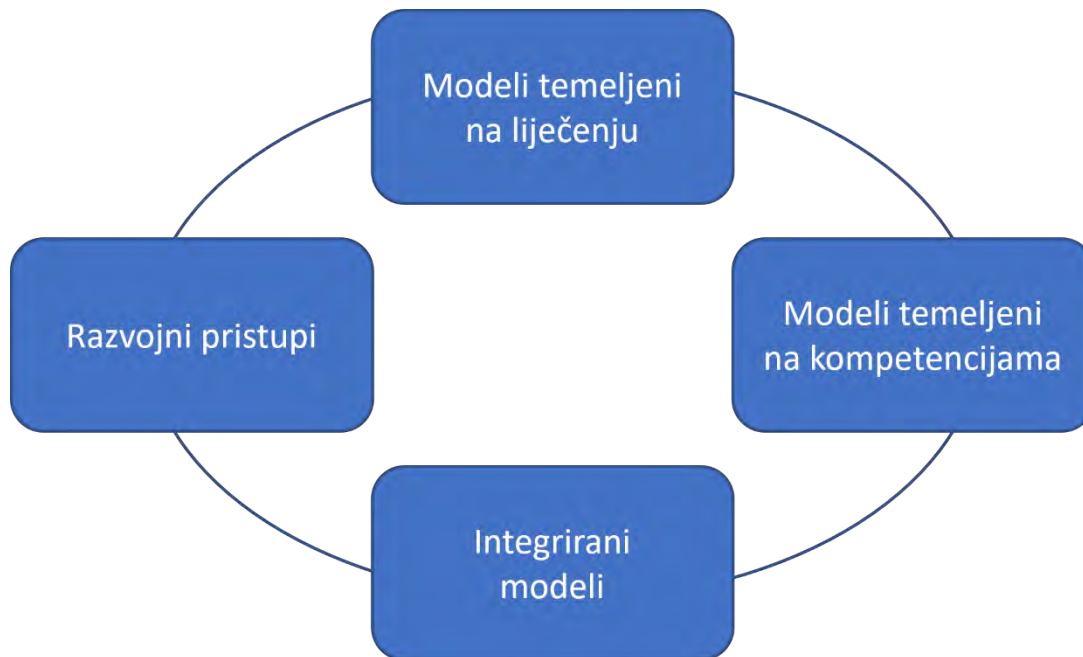 Modeli temeljeni
na liječenju
Razvojni pristupi
Modeli temeljeni
na kompetencijama
Integrirani
modeli